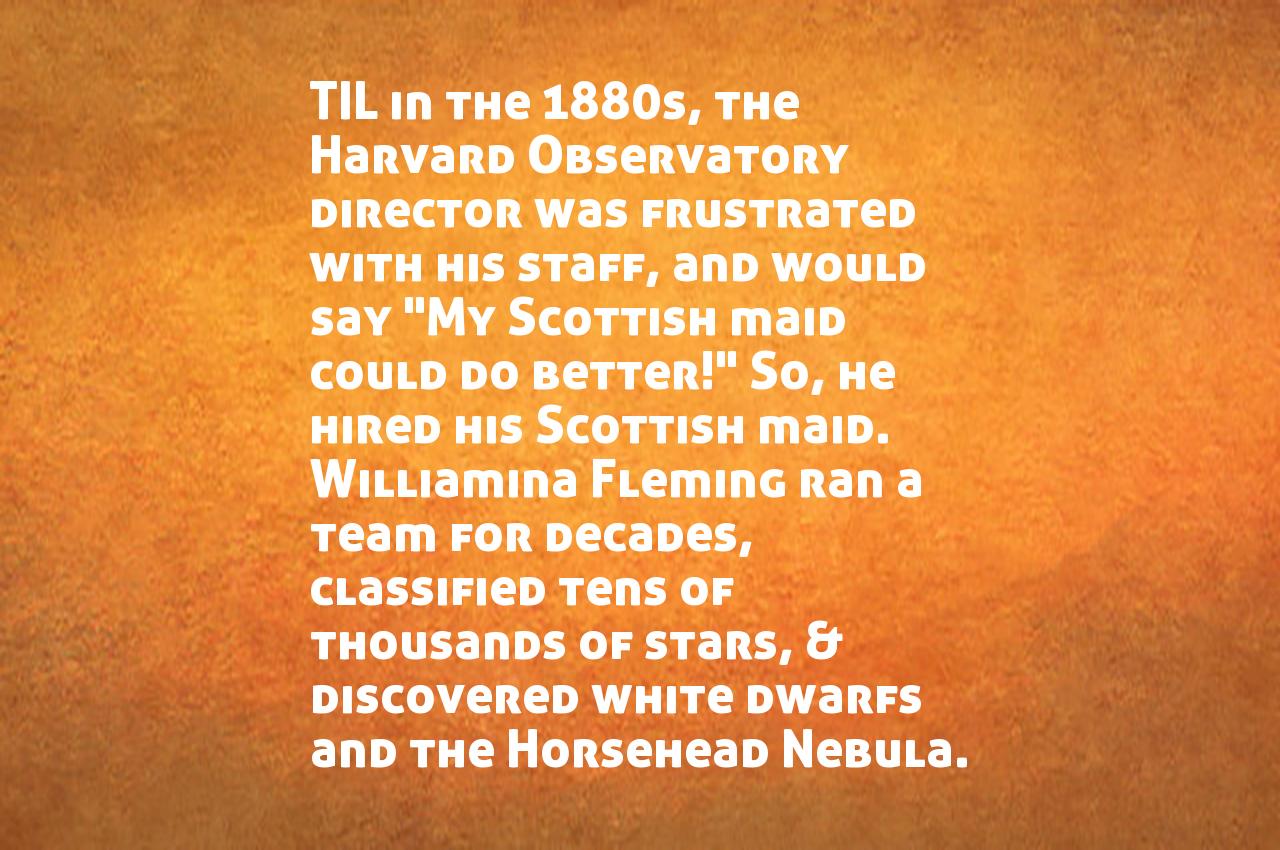 TIL in the 1880s, the
Harvard Observatory
director was frustrated
with his staff, and would
say "My Scottish maid
could do better!" So, he
hired his Scottish maid.
Williamina Fleming ran a
team for decades,
classified tens of
thousands of stars, &
discovered white dwarfs
and the Horsehead Nebula.